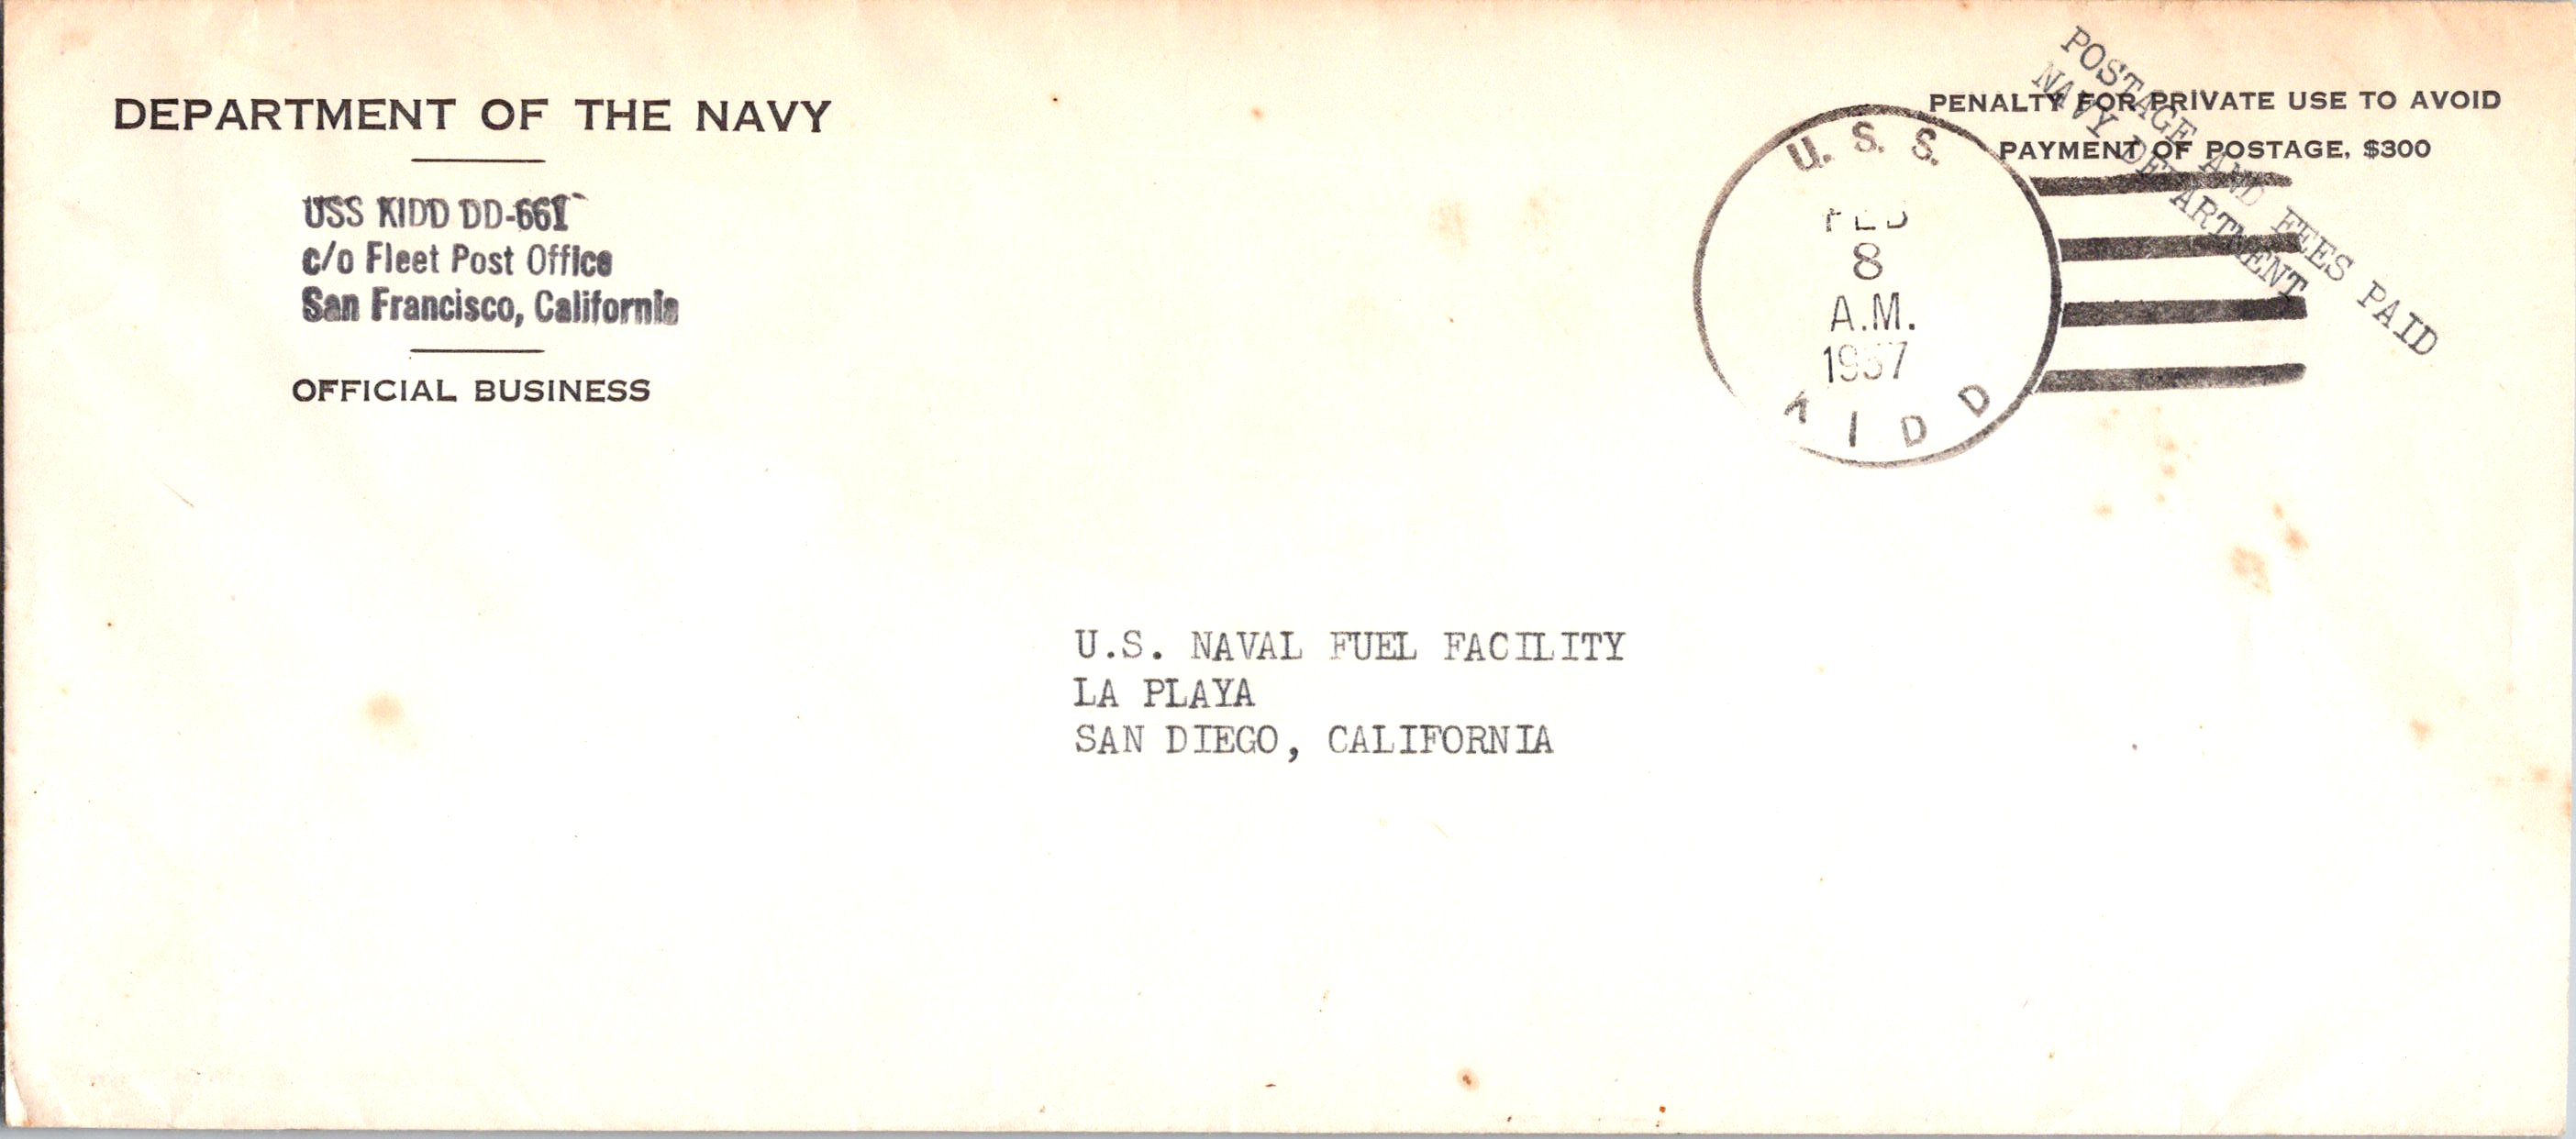 DEPARTMENT OF THE NAVY
USS KIDD DD-661
c/o Fleet Post Office
San Francisco, California
OFFICIAL BUSINESS
POSTAGE AND FEES PAID
NAVY DEPARTMENT
PENALTY FOR PRIVATE USE TO AVOID
PAYMENT OF POSTAGE, $300
U. S. S.
FEB
8
A.M.
1957
KIDD
U.S. NAVAL FUEL FACILITY
LA PLAYA
SAN DIEGO, CALIFORNIA